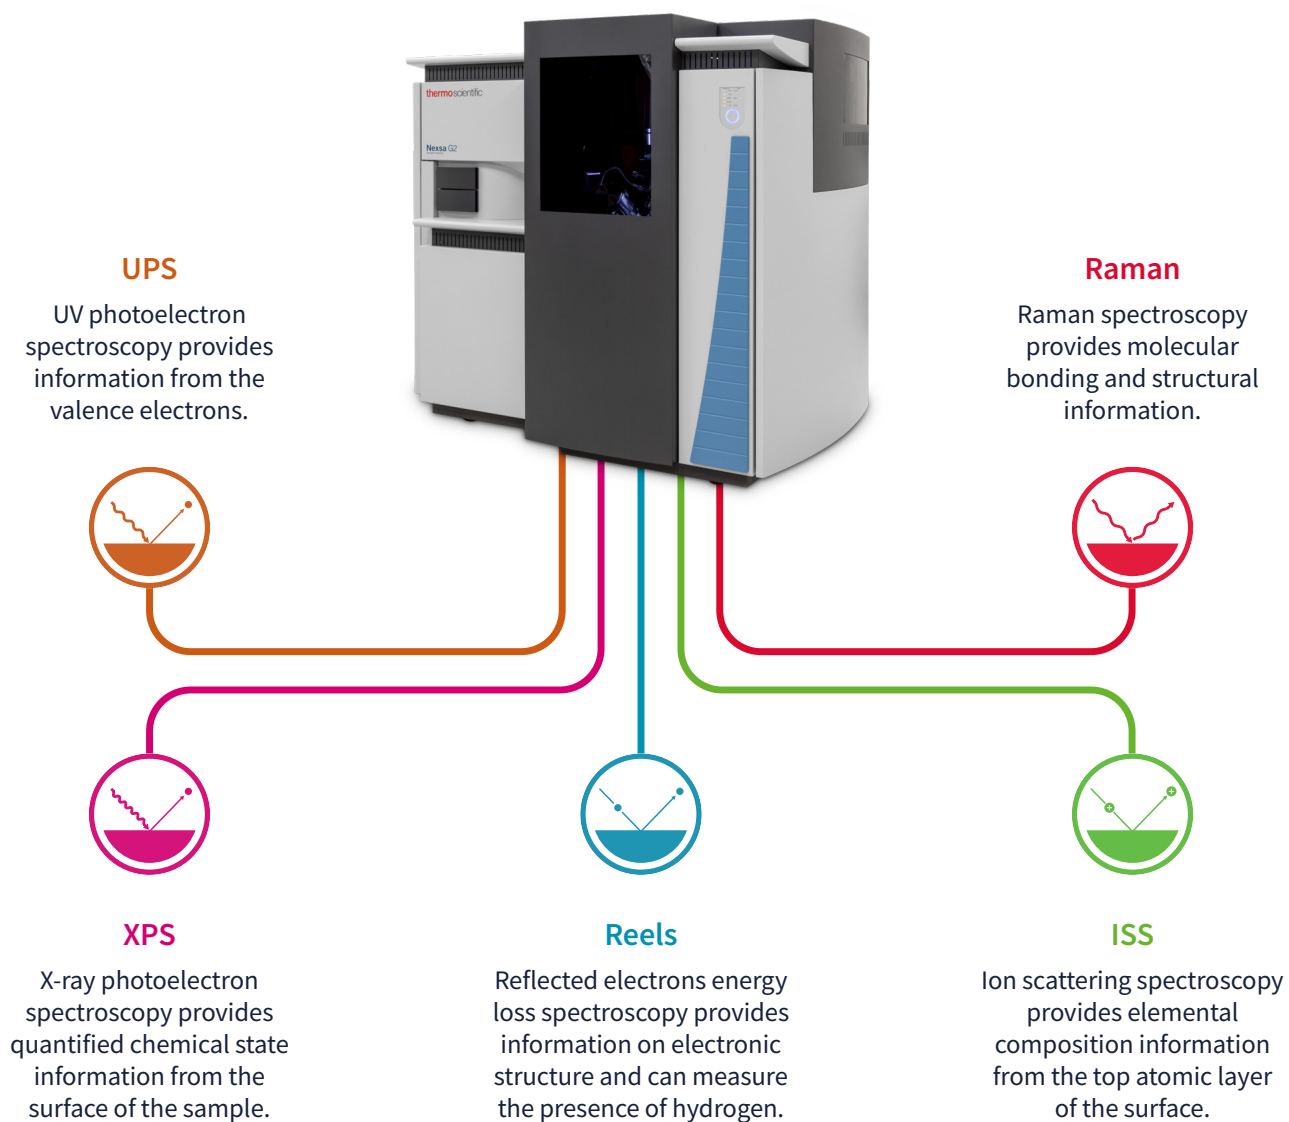 thermo scientific
Nexsa G2
UPS
UV photoelectron
spectroscopy provides
information from the
valence electrons.
Raman
Raman spectroscopy
provides molecular
bonding and structural
information.
XPS
X-ray photoelectron
spectroscopy provides
quantified chemical state
information from the
surface of the sample.
Reels
Reflected electrons energy
loss spectroscopy provides
information on electronic
structure and can measure
the presence of hydrogen.
ISS
Ion scattering spectroscopy
provides elemental
composition information
from the top atomic layer
of the surface.